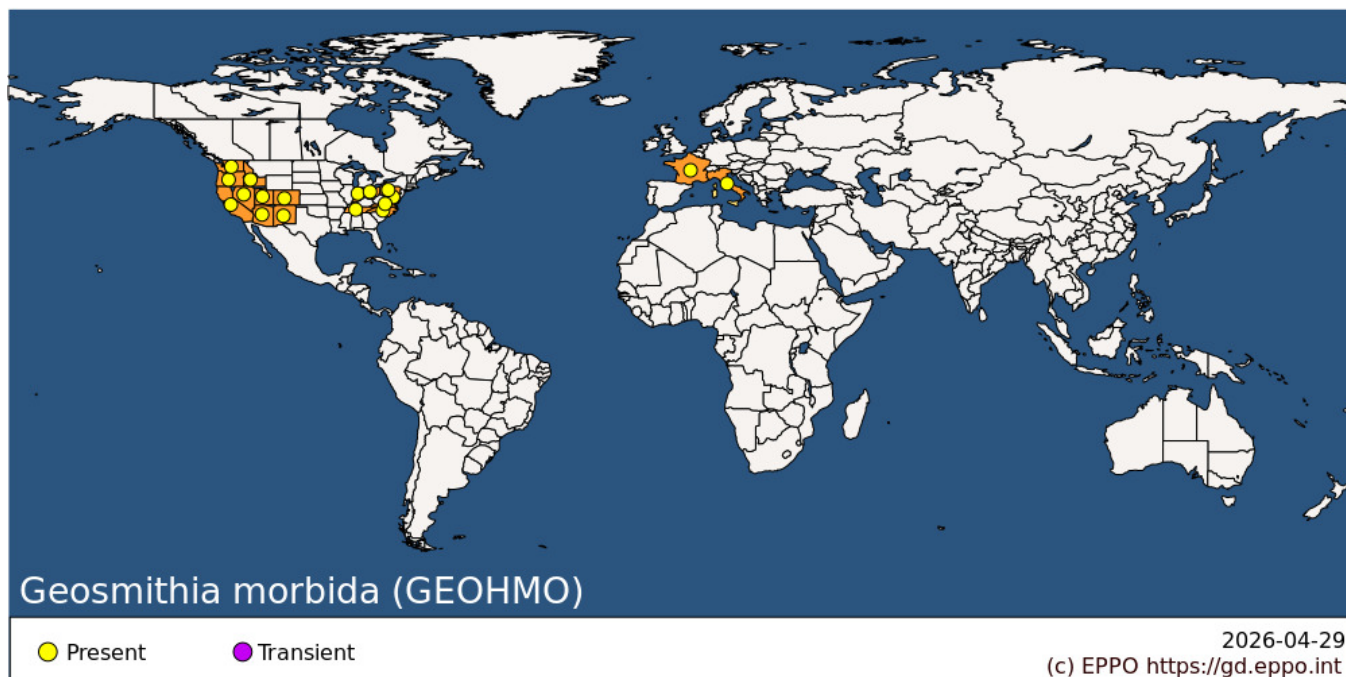 Geosmithia morbida (GEOHMO)
Present
Transient
2026-04-29
(c) EPPO https://gd.eppo.int